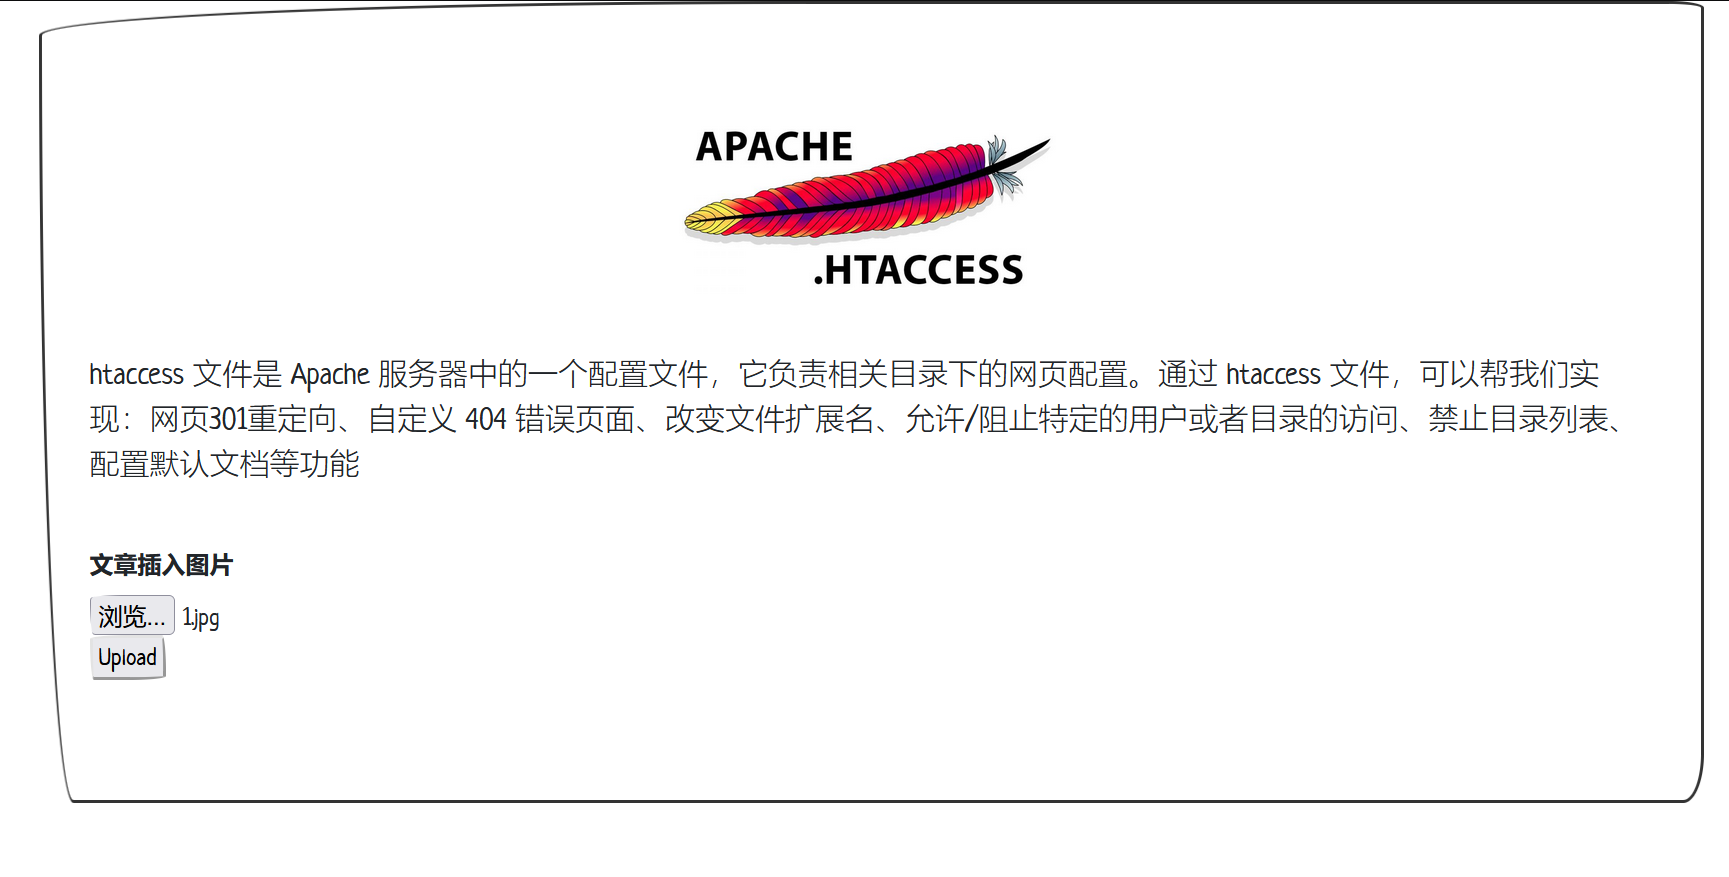 APACHE
.HTACCESS
htaccess 文件是 Apache 服务器中的一个配置文件，它负责相关目录下的网页配置。通过 htaccess 文件，可以帮我们实
现：网页301重定向、自定义 404 错误页面、改变文件扩展名、允许/阻止特定的用户或者目录的访问、禁止目录列表、
配置默认文档等功能
文章插入图片
浏览... 1.jpg
Upload